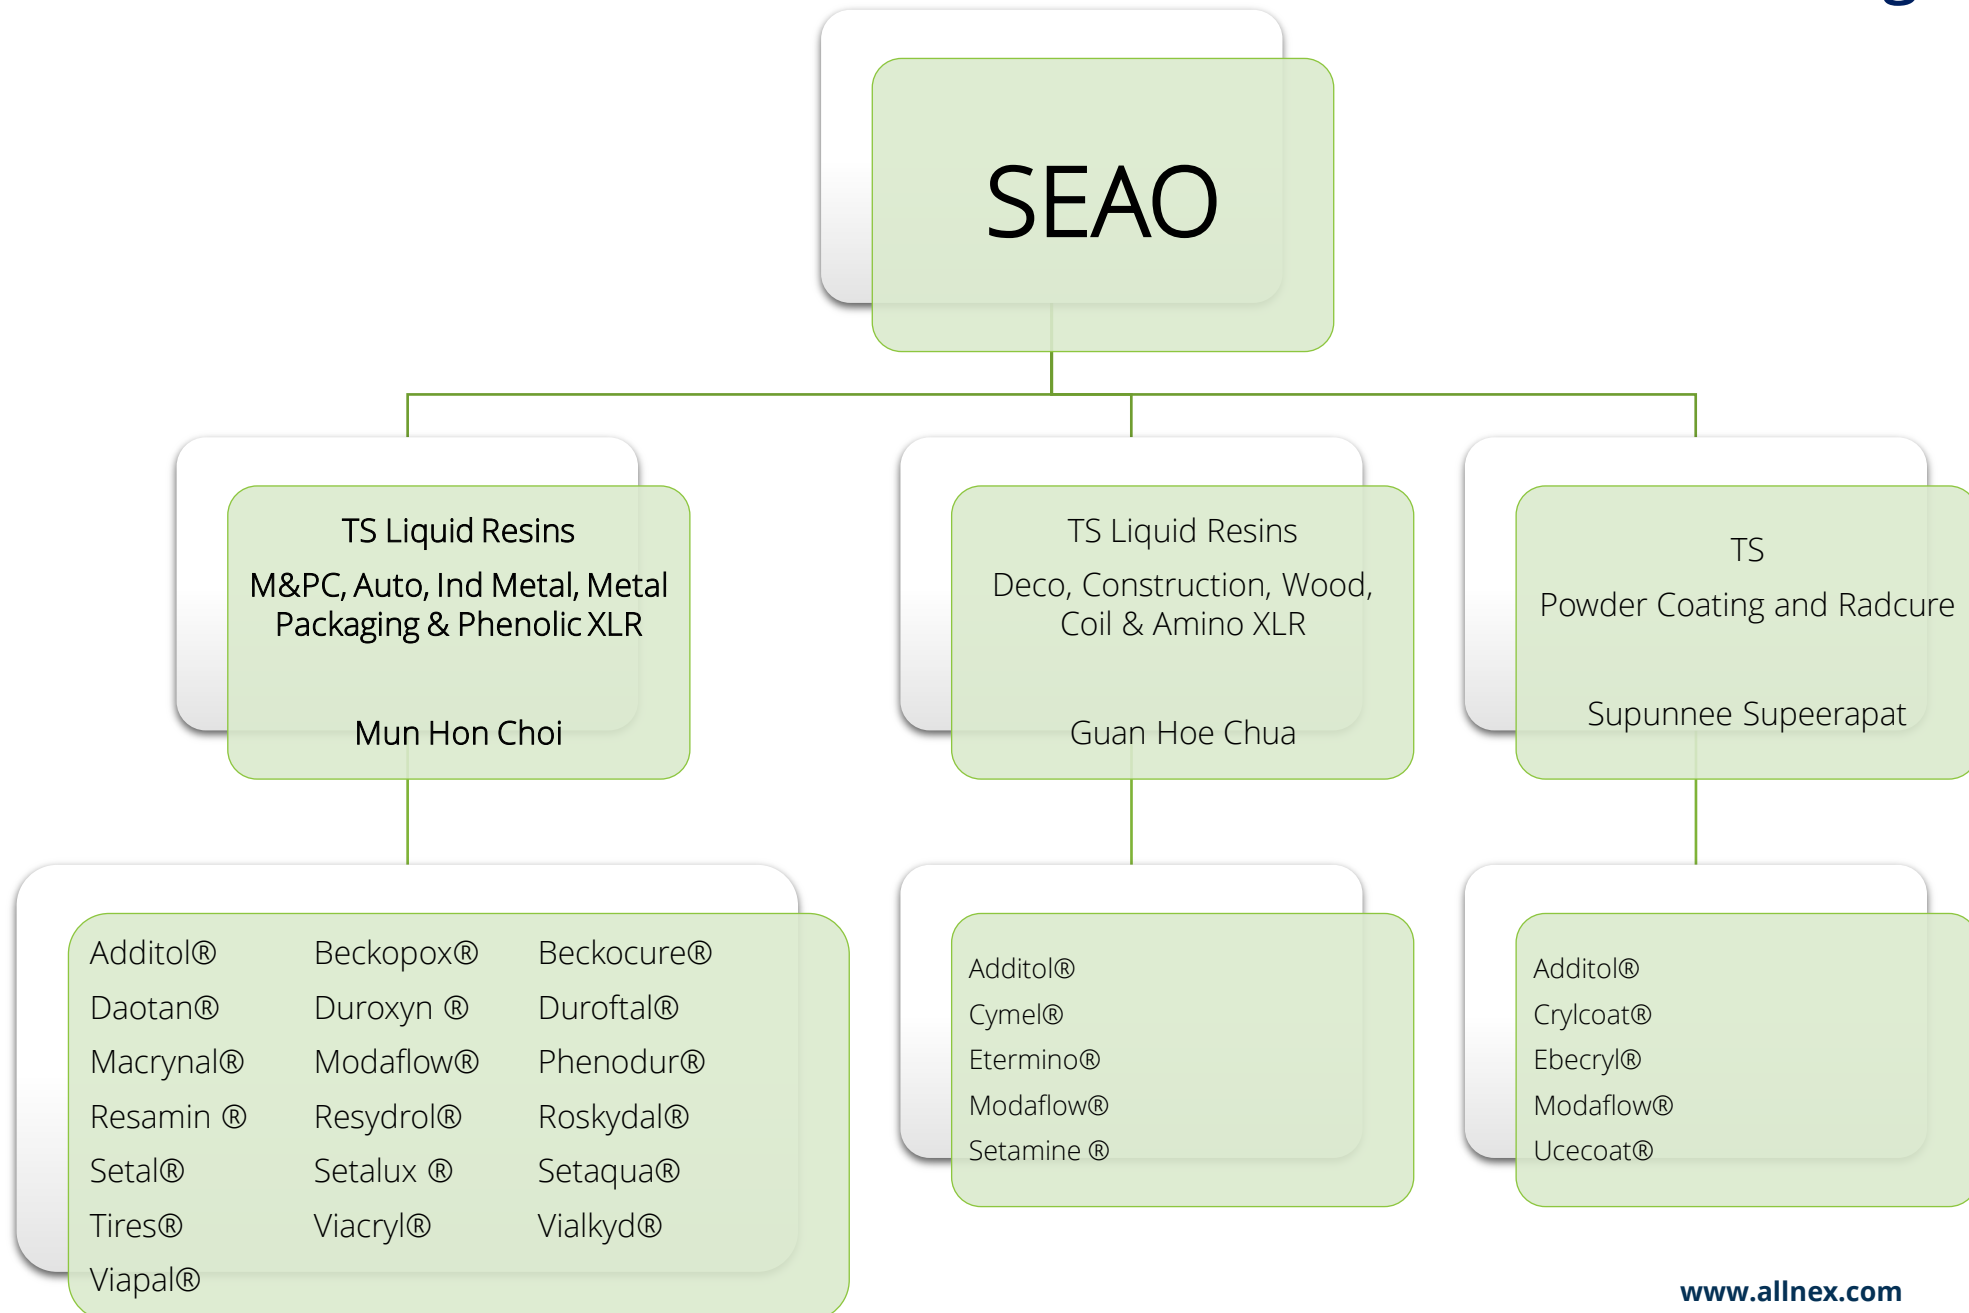 SEAO
TS Liquid Resins
M&PC, Auto, Ind Metal, Metal
Packaging & Phenolic XLR
Mun Hon Choi
TS Liquid Resins
Deco, Construction, Wood,
Coil & Amino XLR
Guan Hoe Chua
TS
Powder Coating and Radcure
Supunnee Supeerapat
Additol® Beckopox® Beckocure®
Daotan® Duroxyn ® Duroftal®
Macrynal® Modaflow® Phenodur®
Resamin ® Resydrol® Roskydal®
Setal® Setalux ® Setaqua®
Tires® Viacryl® Vialkyd®
Viapal®
Additol®
Cymel®
Etermino®
Modaflow®
Setamine ®
Additol®
Crylcoat®
Ebecryl®
Modaflow®
Ucecoat®
www.allnex.com